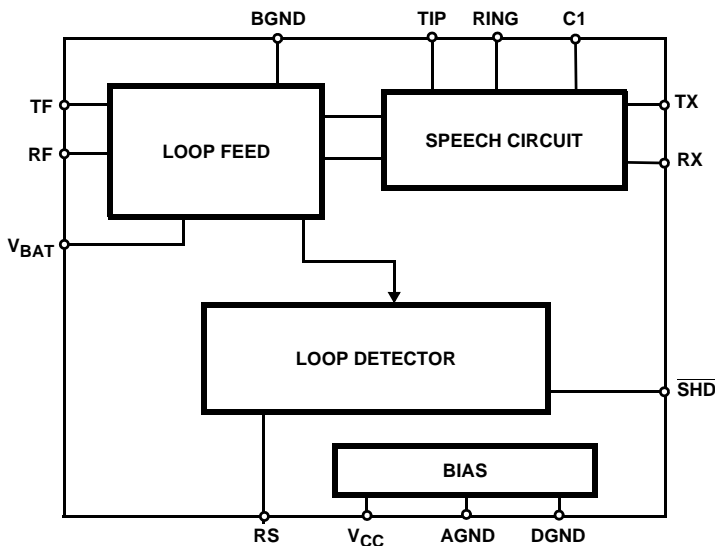 BGND TIP RING C1
TF
LOOP FEED
SPEECH CIRCUIT
TX
RF
RX
VBAT
LOOP DETECTOR
SHD
BIAS
RS VCC AGND DGND